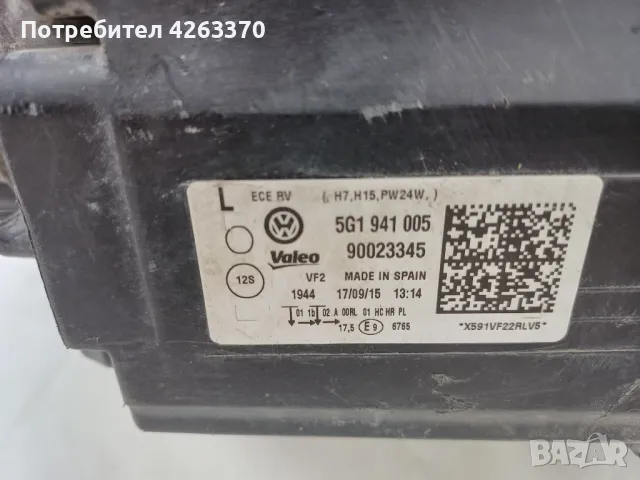 Потребител 4263370
L ECE RV (, H7,H15,PW24W, )
5G1 941 005
Valeo 90023345
12S VF2 MADE IN SPAIN
1944 17/09/15 13:14
01 1b 02 A 00RL 01 HC HR PL
17,5 E9 6765
*X591VF22RLV5*
bazar